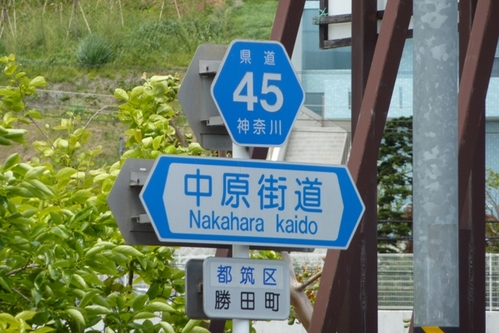 県道
45
神奈川
中原街道
Nakahara kaido
都筑区
勝田町